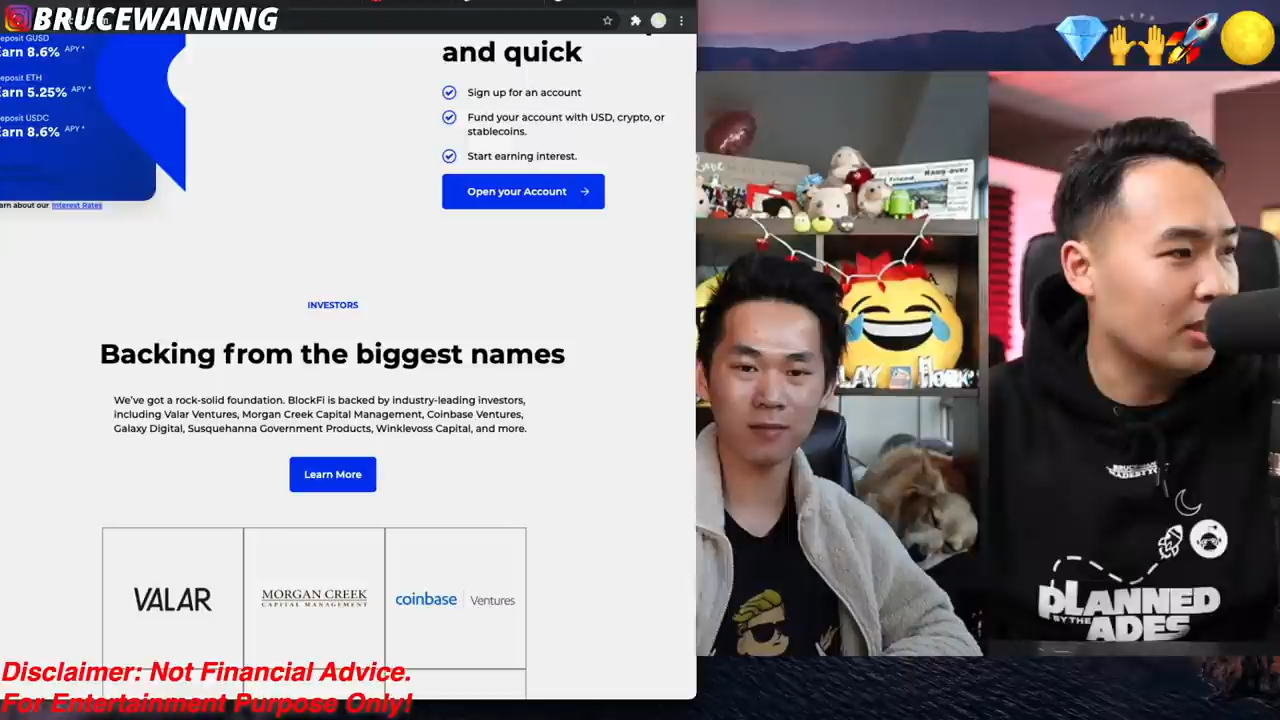 BRUCEWANNNG
eposit GUSD
Earn 8.6% APY *
eposit ETH
Earn 5.25% APY *
eposit USDC
Earn 8.6% APY *
arn about our Interest Rates
and quick
Sign up for an account
Fund your account with USD, crypto, or
stablecoins.
Start earning interest.
Open your Account
INVESTORS
Backing from the biggest names
We've got a rock-solid foundation. BlockFi is backed by industry-leading investors,
including Valar Ventures, Morgan Creek Capital Management, Coinbase Ventures,
Galaxy Digital, Susquehanna Government Products, Winklevoss Capital, and more.
Learn More
VALAR
MORGAN CREEK
CAPITAL MANAGEMENT
coinbase Ventures
Disclaimer: Not Financial Advice.
For Entertainment Purpose Only!
PLANNED
BY THE
ADES